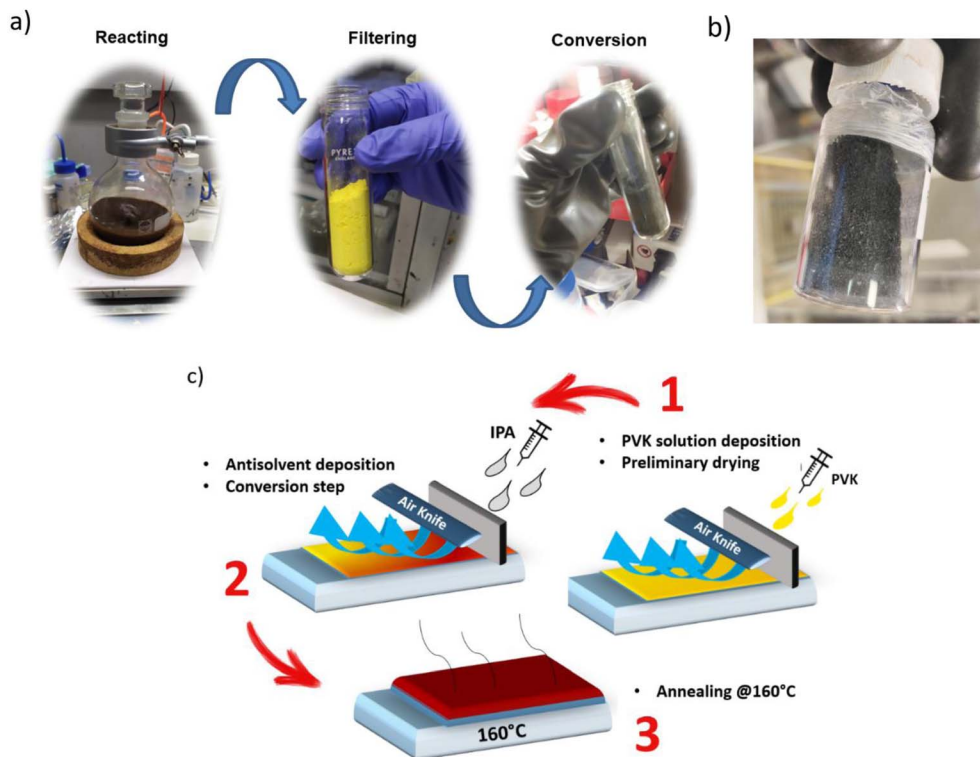 a)
Reacting
Filtering
Conversion
b)
PYREX
ENGLAND
c)
1
IPA
• PVK solution deposition
• Preliminary drying
PVK
• Antisolvent deposition
• Conversion step
Air Knife
Air Knife
2
• Annealing @160°C
160°C
3